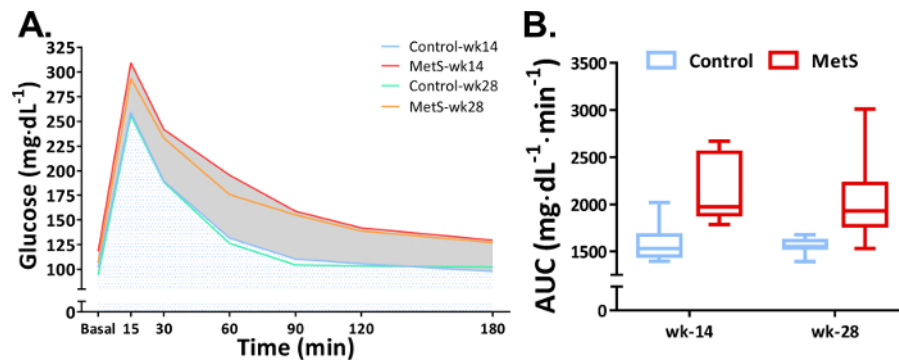 A.
Glucose (mg·dL⁻¹)
325
300
275
250
225
200
175
150
125
100
0
Basal 15 30 60 90 120 180
Time (min)
Control-wk14
MetS-wk14
Control-wk28
MetS-wk28
B.
Control MetS
AUC (mg·dL⁻¹·min⁻¹)
3500
3000
2500
2000
1500
0
wk-14 wk-28